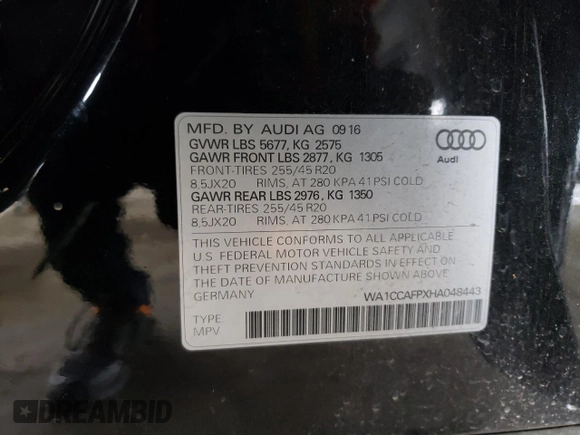 MFD. BY AUDI AG 09 16
GVWR LBS 5677, KG 2575
GAWR FRONT LBS 2877, KG 1305
FRONT-TIRES 255/45 R20
8,5JX20 RIMS, AT 280 KPA 41 PSI COLD
GAWR REAR LBS 2976, KG 1350
REAR-TIRES 255/45 R20
8,5JX20 RIMS, AT 280 KPA 41 PSI COLD
Audi
THIS VEHICLE CONFORMS TO ALL APPLICABLE
U.S. FEDERAL MOTOR VEHICLE SAFETY AND
THEFT PREVENTION STANDARDS IN EFFECT ON
THE DATE OF MANUFACTURE SHOWN ABOVE.
GERMANY
WA1CCAFPXHA048443
TYPE
MPV
DREAMBID